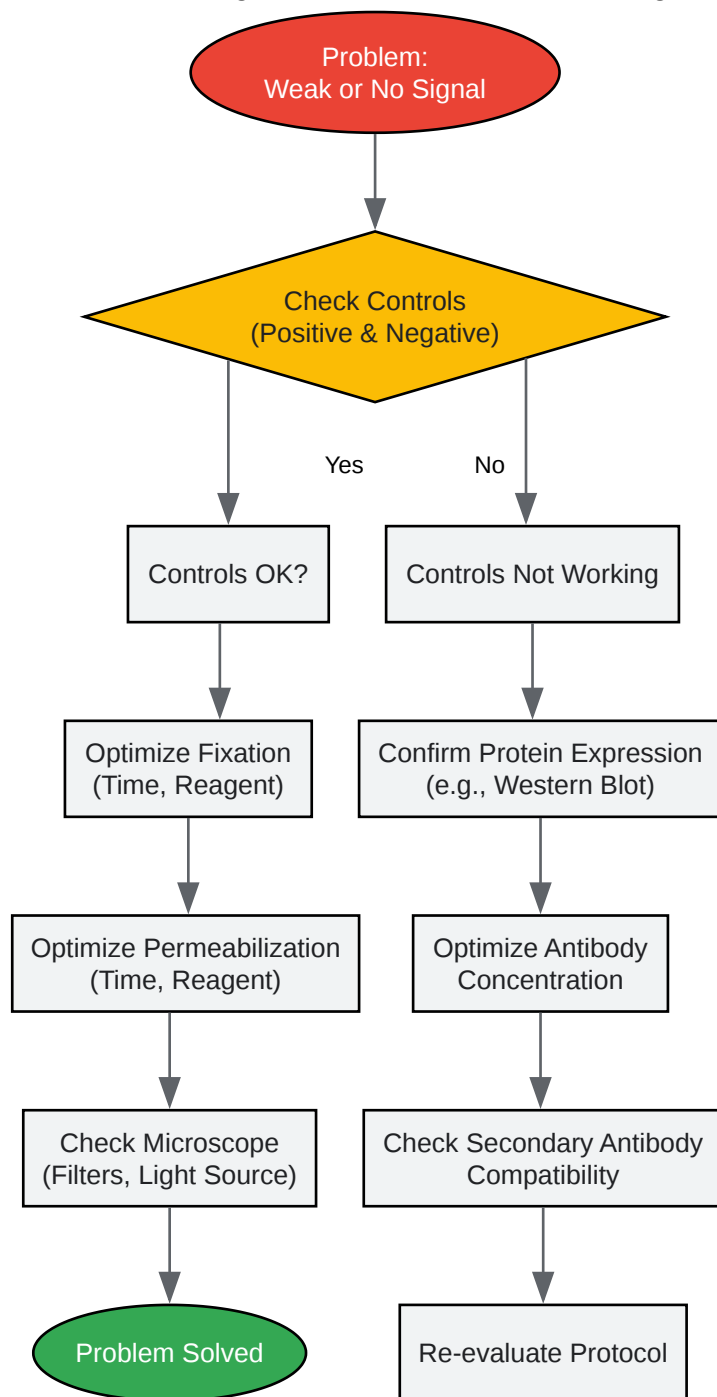 Problem:
Weak or No Signal
Check Controls
(Positive & Negative)
Yes
No
Controls OK?
Controls Not Working
Optimize Fixation
(Time, Reagent)
Confirm Protein Expression
(e.g., Western Blot)
Optimize Permeabilization
(Time, Reagent)
Optimize Antibody
Concentration
Check Microscope
(Filters, Light Source)
Check Secondary Antibody
Compatibility
Problem Solved
Re-evaluate Protocol